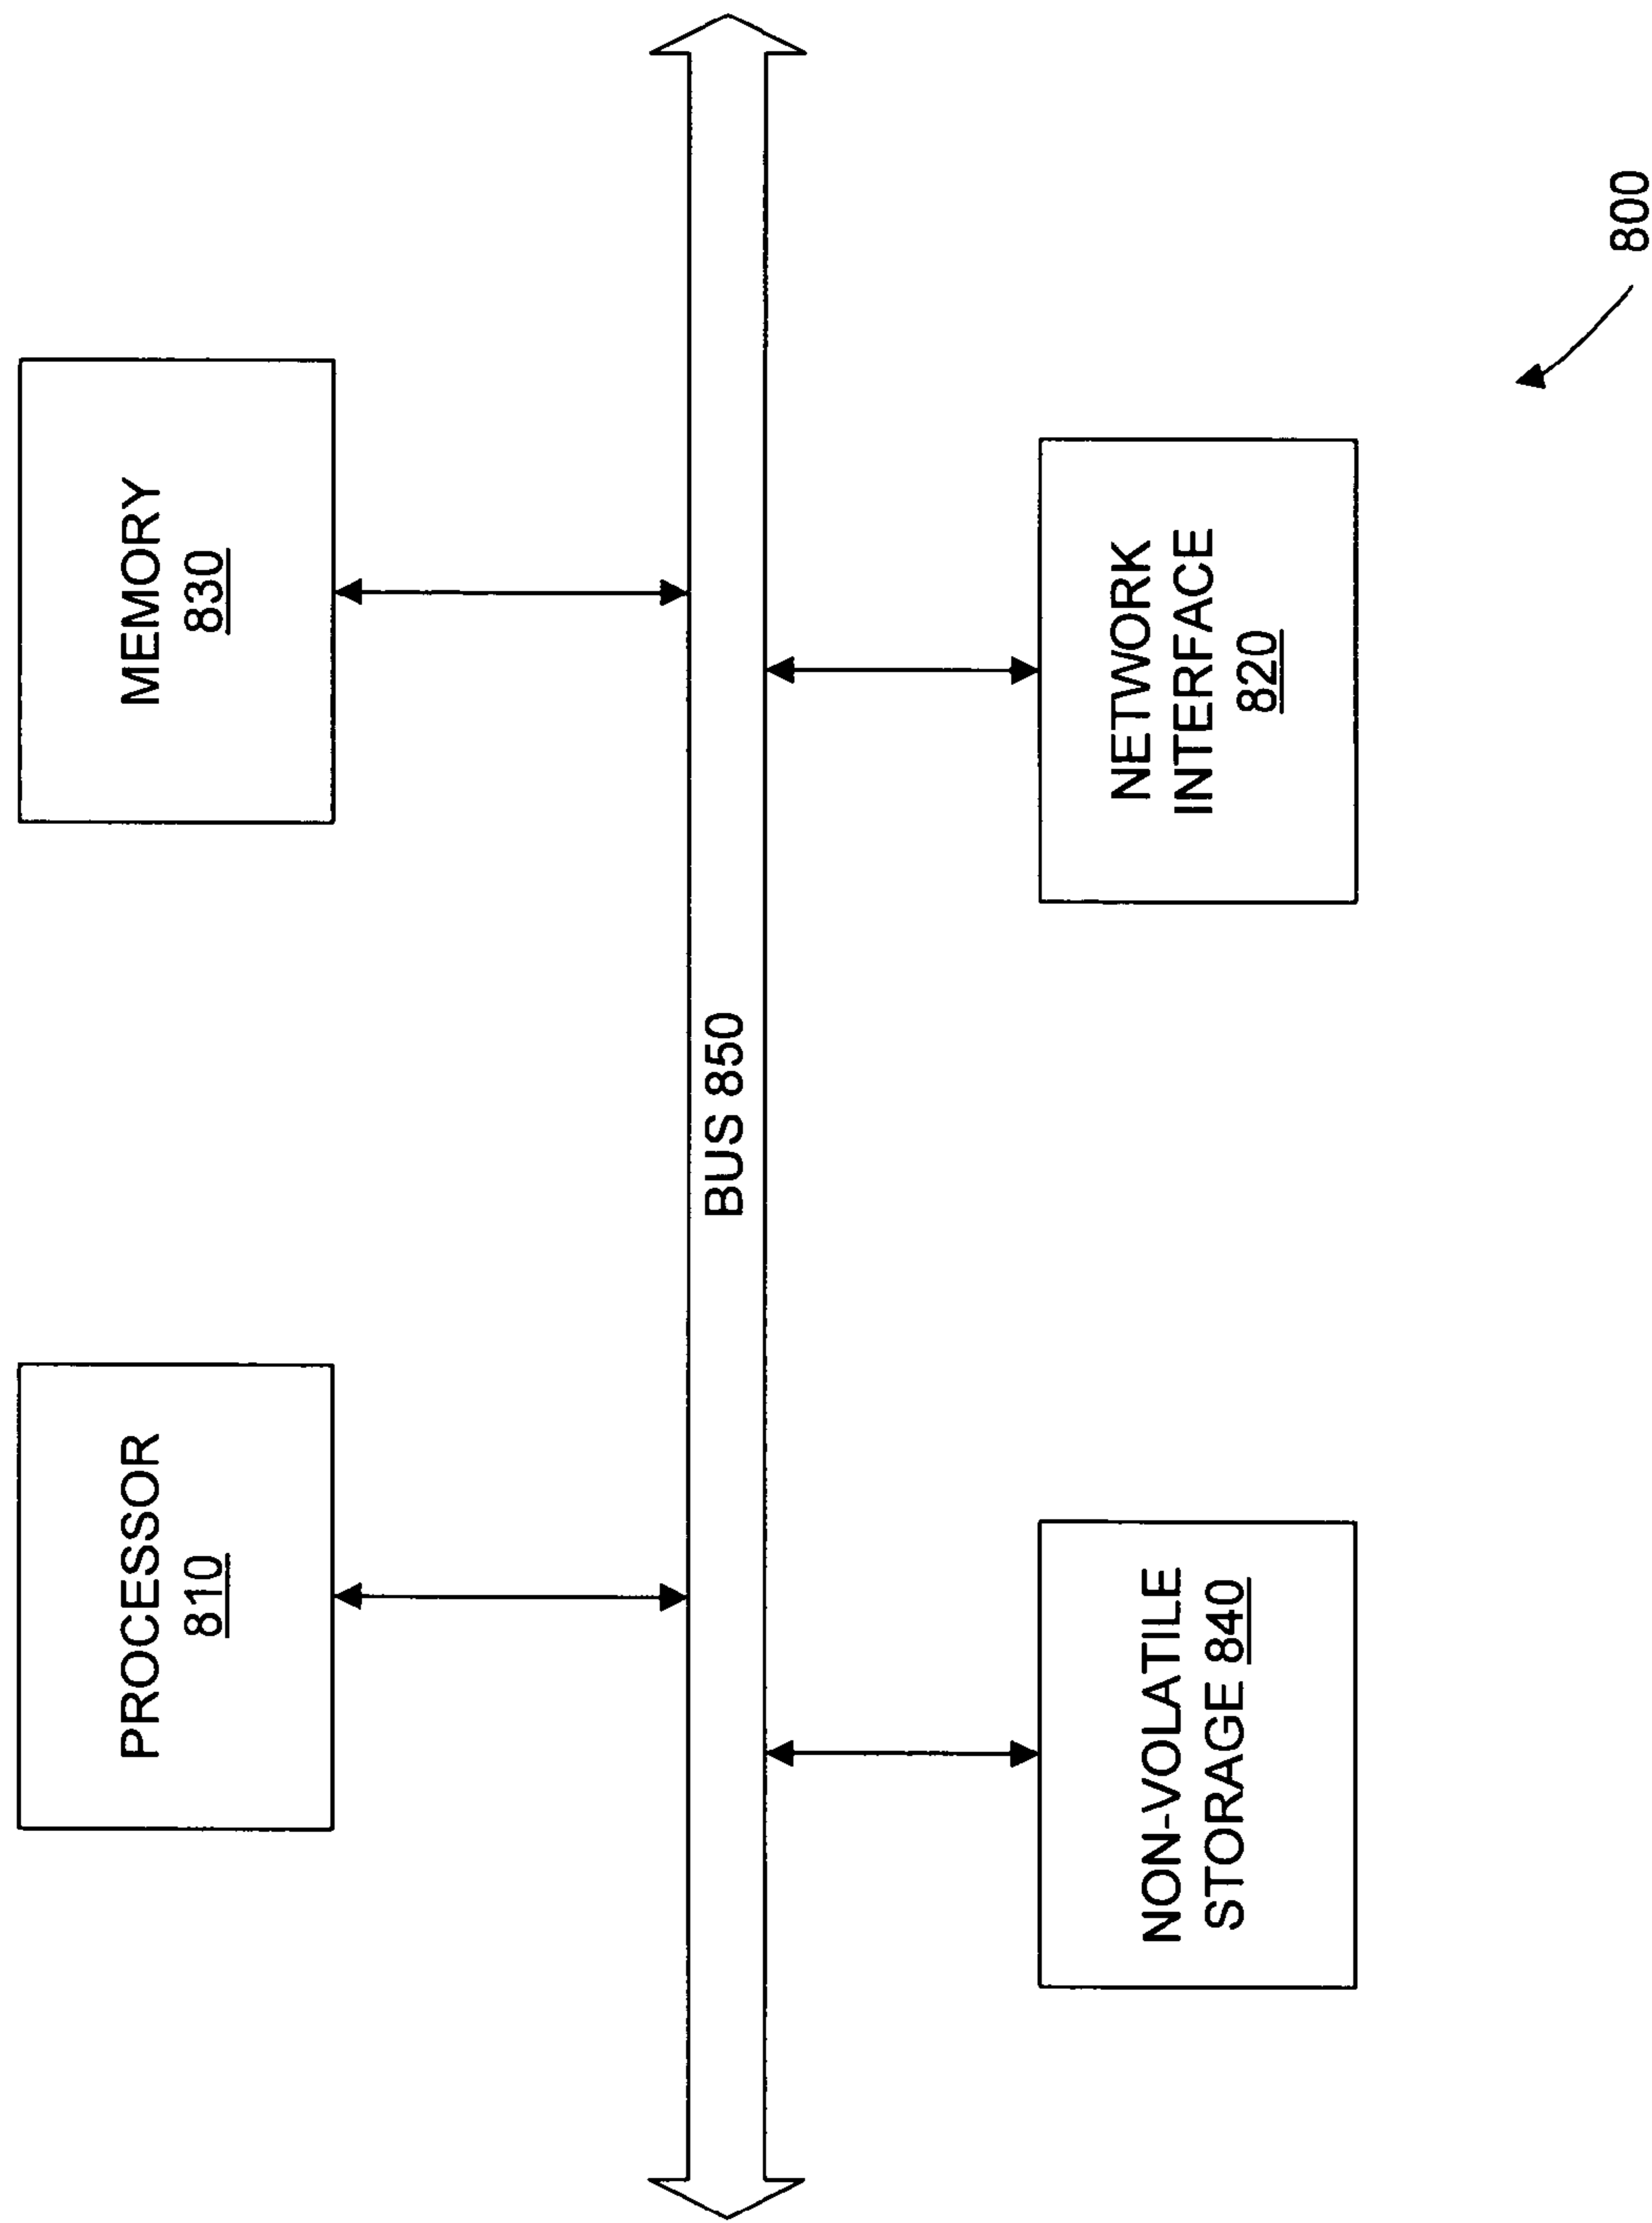 PROCESSOR
810
MEMORY
830
BUS 850
NON-VOLATILE
STORAGE 840
NETWORK
INTERFACE
820
800